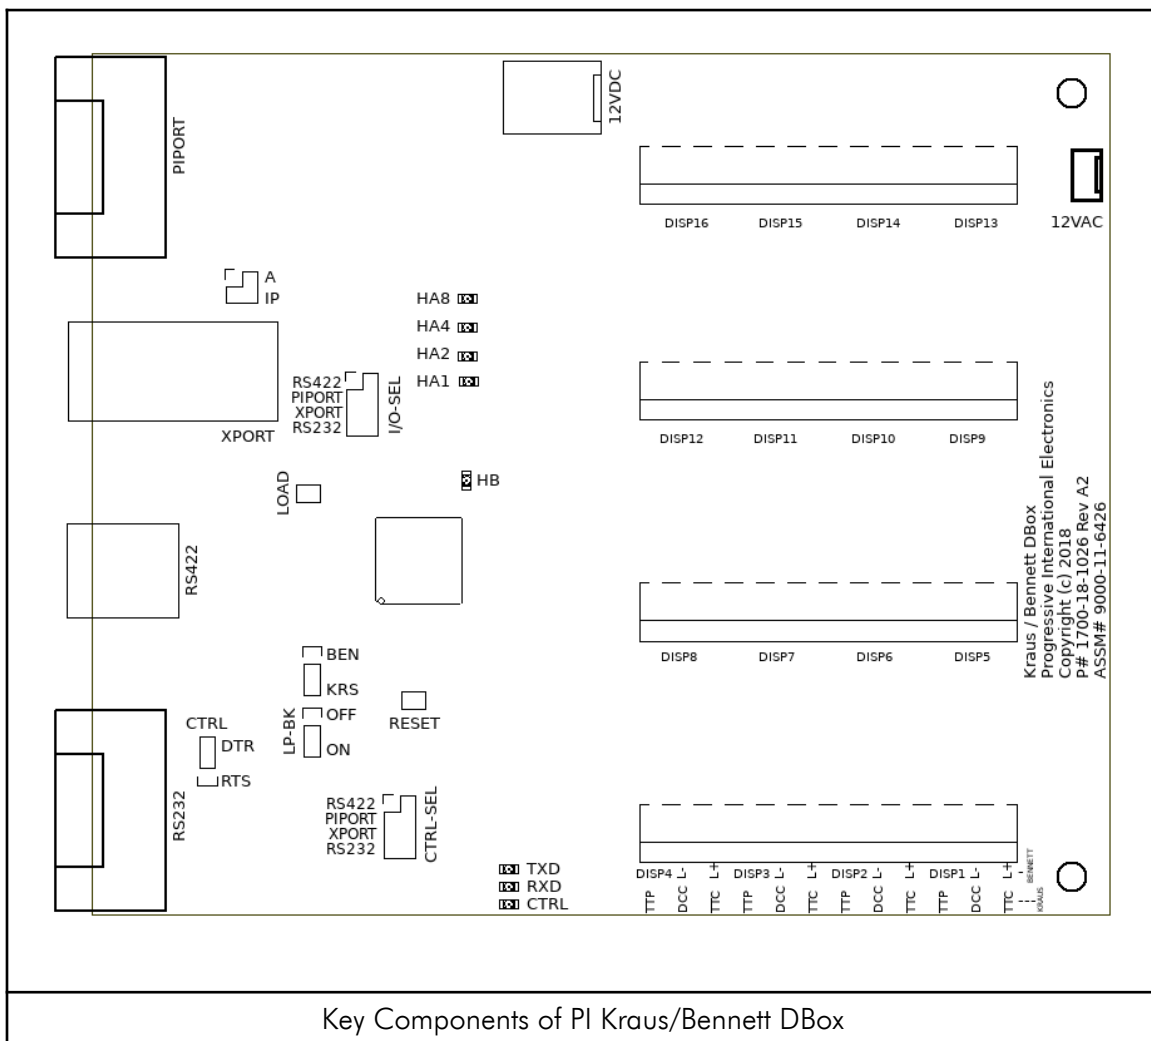 PIPORT
12VDC
12VAC
DISP16 DISP15 DISP14 DISP13
A
IP
HA8
HA4
HA2
HA1
RS422
PIPORT
XPORT
RS232
I/O-SEL
XPORT
DISP12 DISP11 DISP10 DISP9
LOAD
HB
RS422
Kraus / Bennett DBox
Progressive International Electronics
Copyright (c) 2018
P# 1700-18-1026 Rev A2
ASSM# 9000-11-6426
DISP8 DISP7 DISP6 DISP5
BEN
KRS
LP-BK
OFF
ON
RESET
CTRL
DTR
RTS
RS232
RS422
PIPORT
XPORT
RS232
CTRL-SEL
TXD
RXD
CTRL
DISP4 L- L+ DISP3 L- L+ DISP2 L- L+ DISP1 L- L+ - BENNETT
TTP DCC TTC TTP DCC TTC TTP DCC TTC TTP DCC TTC --- KRAUS
Key Components of PI Kraus/Bennett DBox